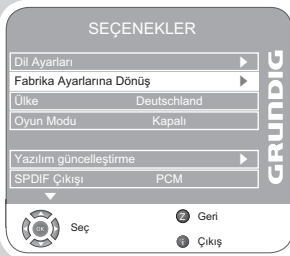 SEÇENEKLER
Dil Ayarları
Fabrika Ayarlarına Dönüş
Ülke Deutschland
Oyun Modu Kapalı
Yazılım güncelleştirme
SPDIF Çıkışı PCM
GRUNDIG
OK Seç
Z Geri
i Çıkış